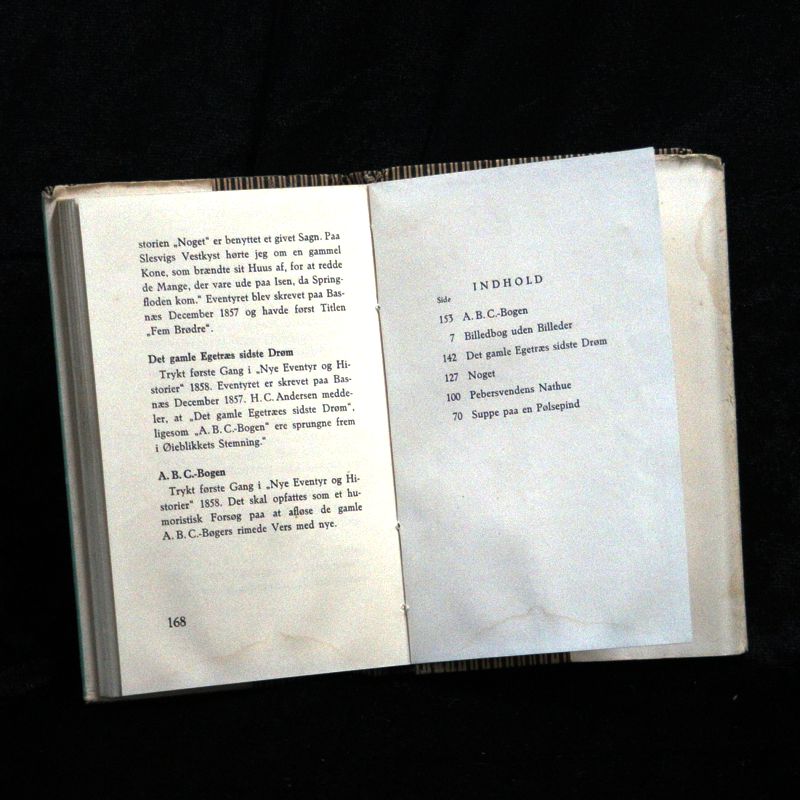 storien „Noget“ er benyttet et givet Sagn. Paa
Slesvigs Vestkyst hørte jeg om en gammel
Kone, som brændte sit Huus af, for at redde
de Mange, der vare ude paa Isen, da Spring-
floden kom.“ Eventyret blev skrevet paa Bas-
næs December 1857 og havde først Titlen
„Fem Brødre“.
Det gamle Egetræs sidste Drøm
Trykt første Gang i „Nye Eventyr og Hi-
storier“ 1858. Eventyret er skrevet paa Bas-
næs December 1857. H. C. Andersen medde-
ler, at „Det gamle Egetræes sidste Drøm“,
ligesom „A. B. C.-Bogen“ ere sprungne frem
i Øieblikkets Stemning.“
A. B. C.-Bogen
Trykt første Gang i „Nye Eventyr og Hi-
storier“ 1858. Det skal opfattes som et hu-
moristisk Forsøg paa at afløse de gamle
A. B. C.-Bøgers rimede Vers med nye.
168
INDHOLD
Side
153 A. B. C.-Bogen
7 Billedbog uden Billeder
142 Det gamle Egetræs sidste Drøm
127 Noget
100 Pebersvendens Nathue
70 Suppe paa en Pølsepind